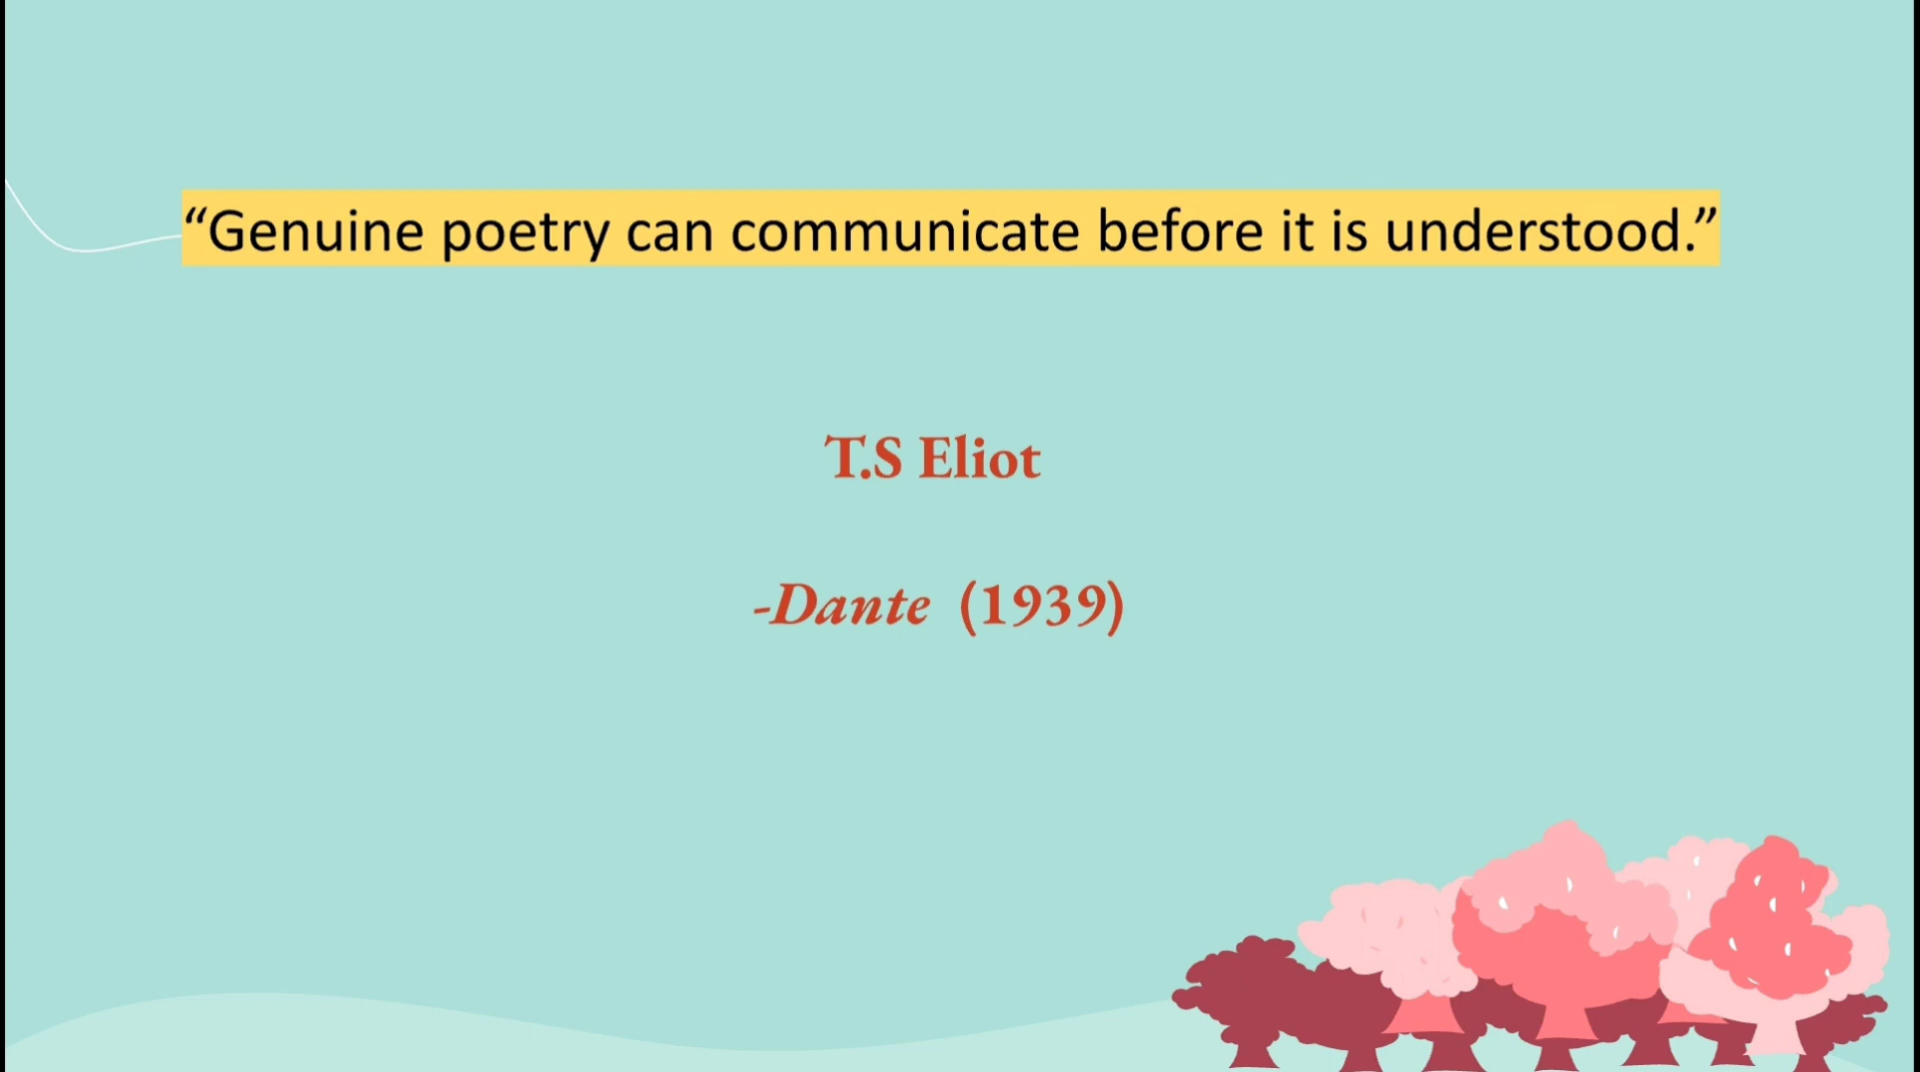 “Genuine poetry can communicate before it is understood.”
T.S Eliot
-Dante (1939)